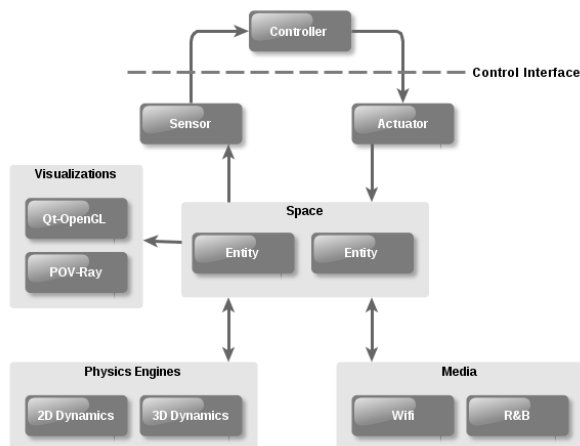 Controller
Control Interface
Sensor
Actuator
Visualizations
Qt-OpenGL
POV-Ray
Space
Entity
Entity
Physics Engines
2D Dynamics
3D Dynamics
Media
Wifi
R&B